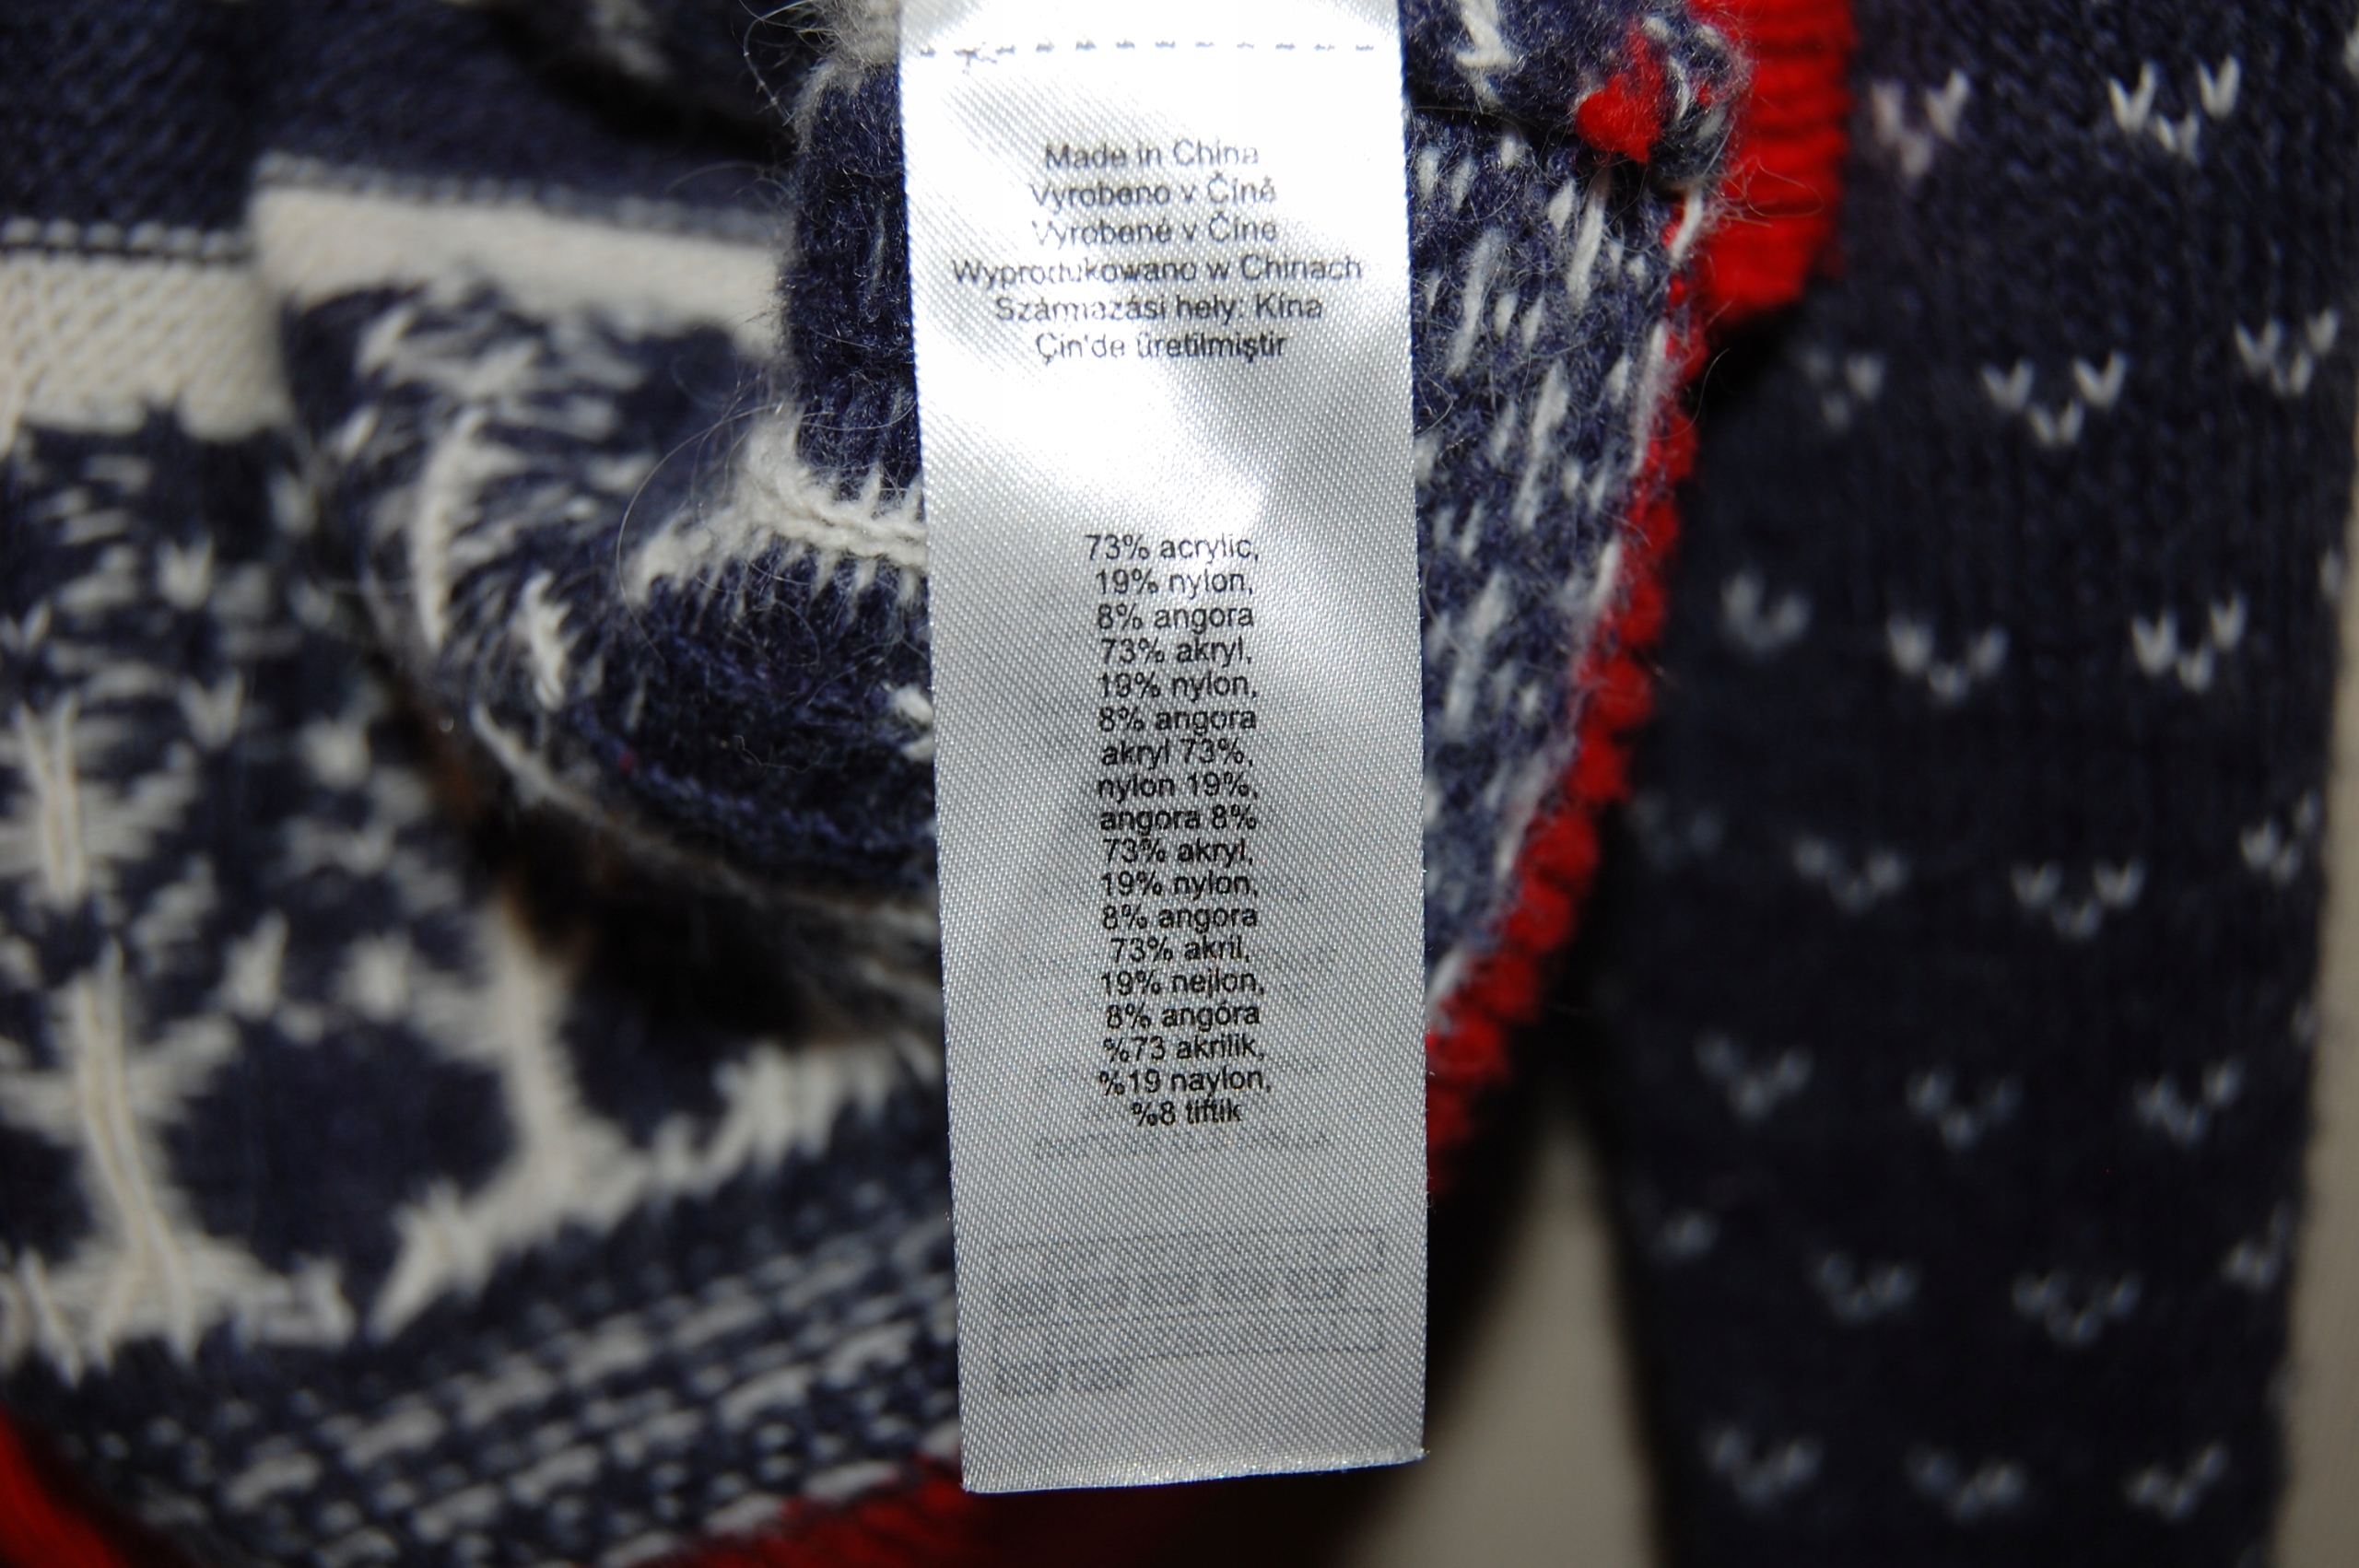 Made in China
Vyrobeno v Číně
Vyrobené v Číne
Wyprodukowano w Chinach
Származási hely: Kína
Çin'de üretilmiştir
73% acrylic,
19% nylon,
8% angora
73% akryl,
19% nylon,
8% angora
akryl 73%,
nylon 19%,
angora 8%
73% akryl,
19% nylon,
8% angora
73% akril,
19% nejlon,
8% angóra
%73 akrilik,
%19 naylon,
%8 tiftik